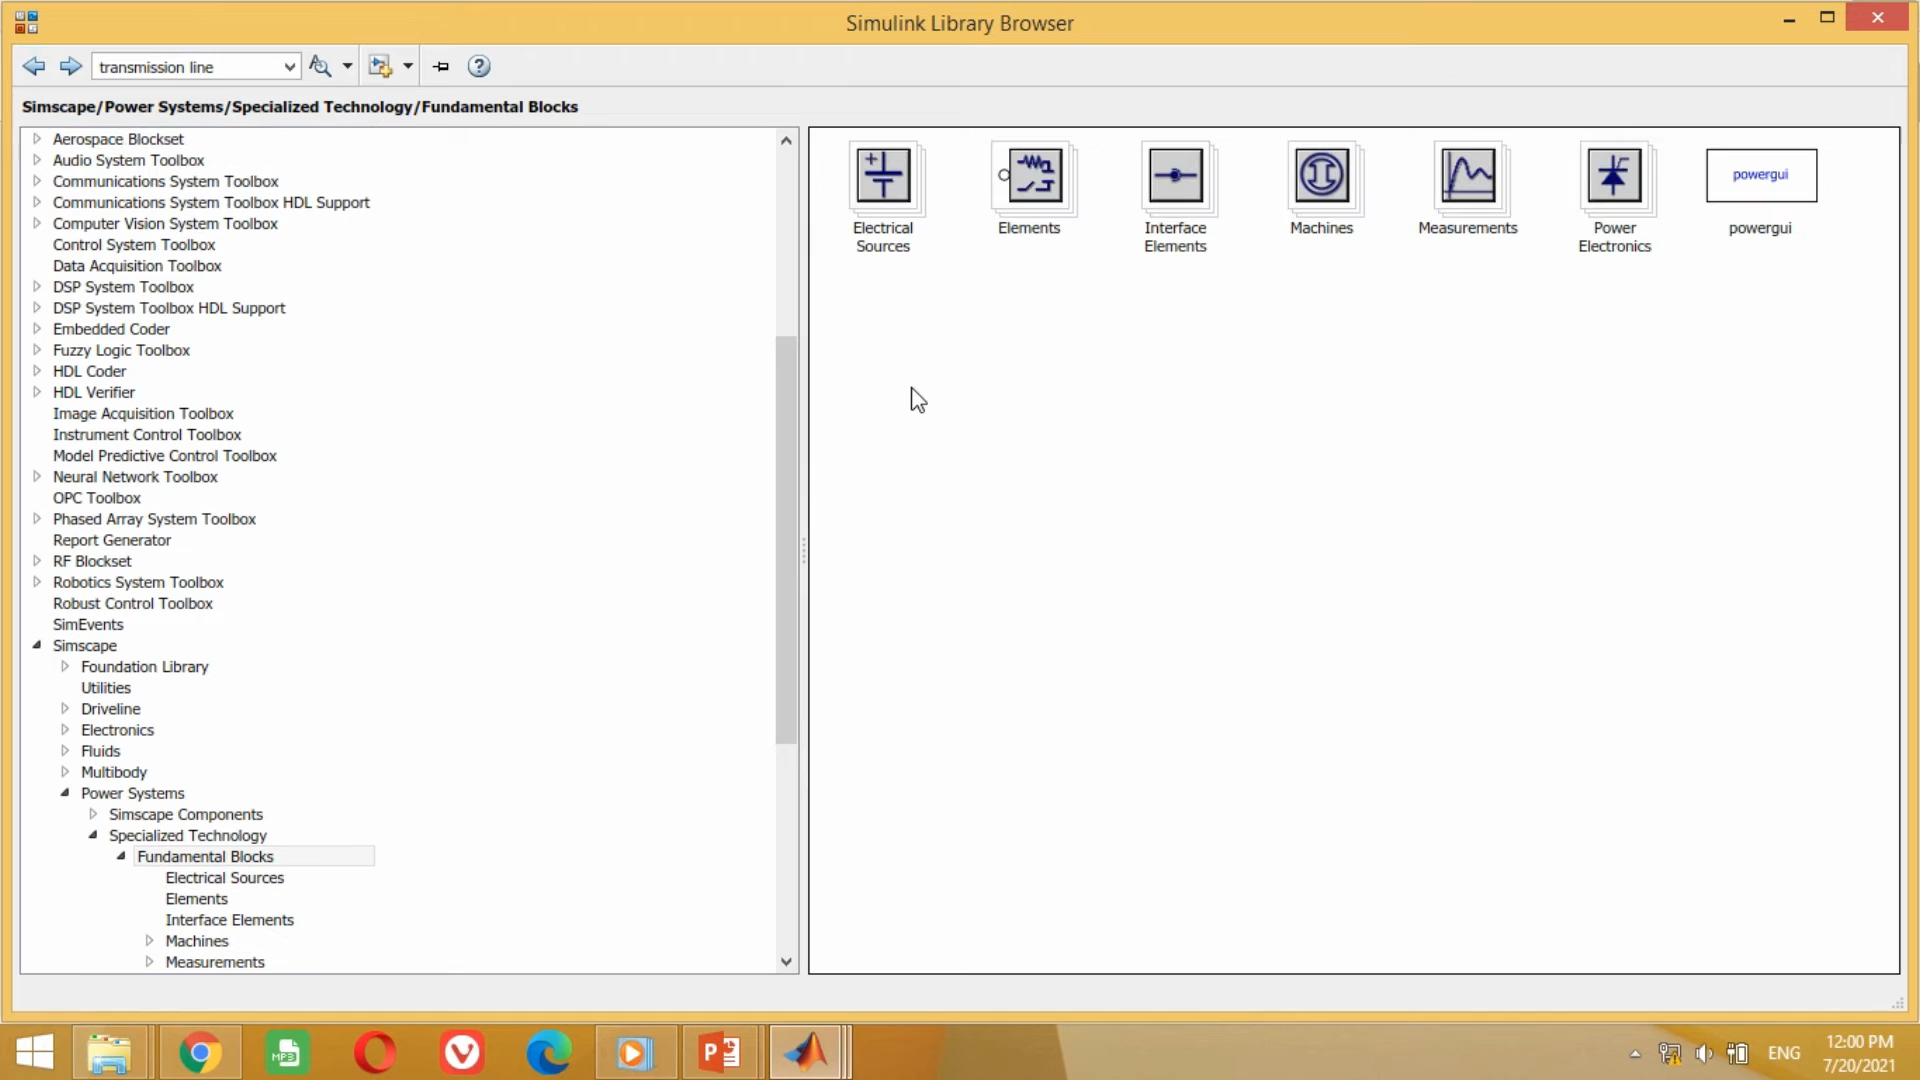 Simulink Library Browser
transmission line
Simscape/Power Systems/Specialized Technology/Fundamental Blocks
Aerospace Blockset
Audio System Toolbox
Communications System Toolbox
Communications System Toolbox HDL Support
Computer Vision System Toolbox
Control System Toolbox
Data Acquisition Toolbox
DSP System Toolbox
DSP System Toolbox HDL Support
Embedded Coder
Fuzzy Logic Toolbox
HDL Coder
HDL Verifier
Image Acquisition Toolbox
Instrument Control Toolbox
Model Predictive Control Toolbox
Neural Network Toolbox
OPC Toolbox
Phased Array System Toolbox
Report Generator
RF Blockset
Robotics System Toolbox
Robust Control Toolbox
SimEvents
Simscape
Foundation Library
Utilities
Driveline
Electronics
Fluids
Multibody
Power Systems
Simscape Components
Specialized Technology
Fundamental Blocks
Electrical Sources
Elements
Interface Elements
Machines
Measurements
powergui
Electrical
Sources
Elements
Interface
Elements
Machines
Measurements
Power
Electronics
powergui
MP3
P
ENG
12:00 PM
7/20/2021